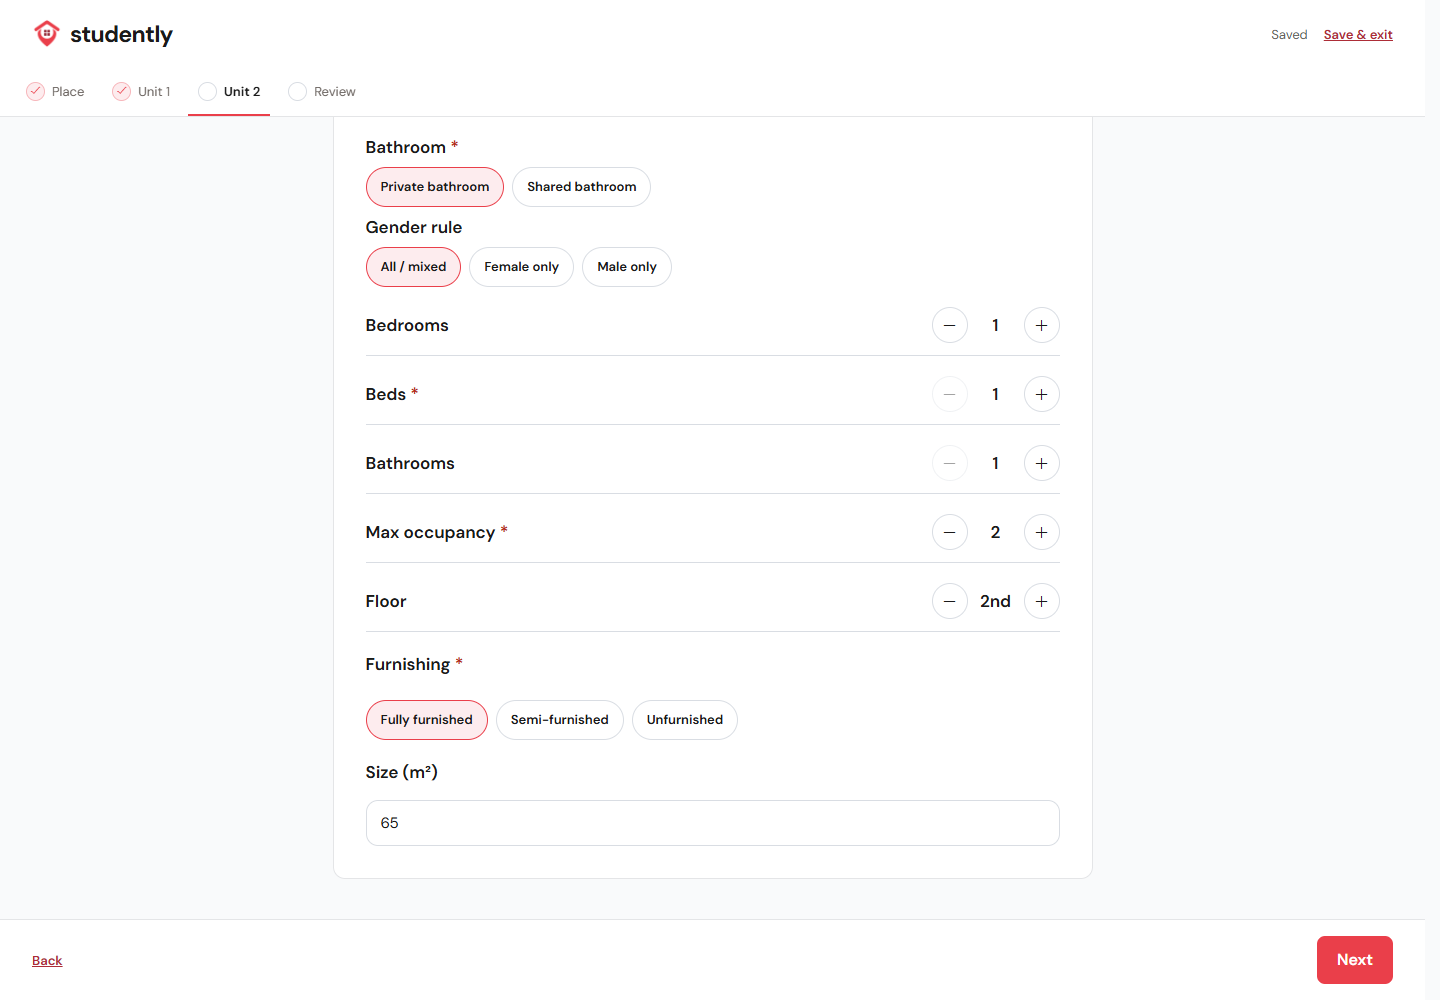 studently
Saved Save & exit
Place Unit 1 Unit 2 Review
Bathroom *
Private bathroom Shared bathroom
Gender rule
All / mixed Female only Male only
Bedrooms − 1 +
Beds * − 1 +
Bathrooms − 1 +
Max occupancy * − 2 +
Floor − 2nd +
Furnishing *
Fully furnished Semi-furnished Unfurnished
Size (m²)
65
Back Next